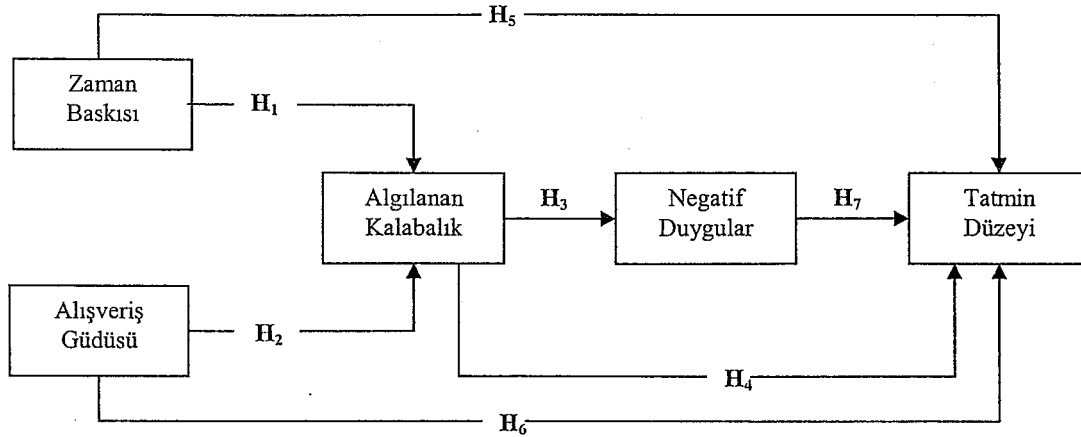 H₅
Zaman
Baskısı
H₁
Algılanan
Kalabalık
H₃
Negatif
Duygular
H₇
Tatmin
Düzeyi
Alışveriş
Güdüsü
H₂
H₄
H₆